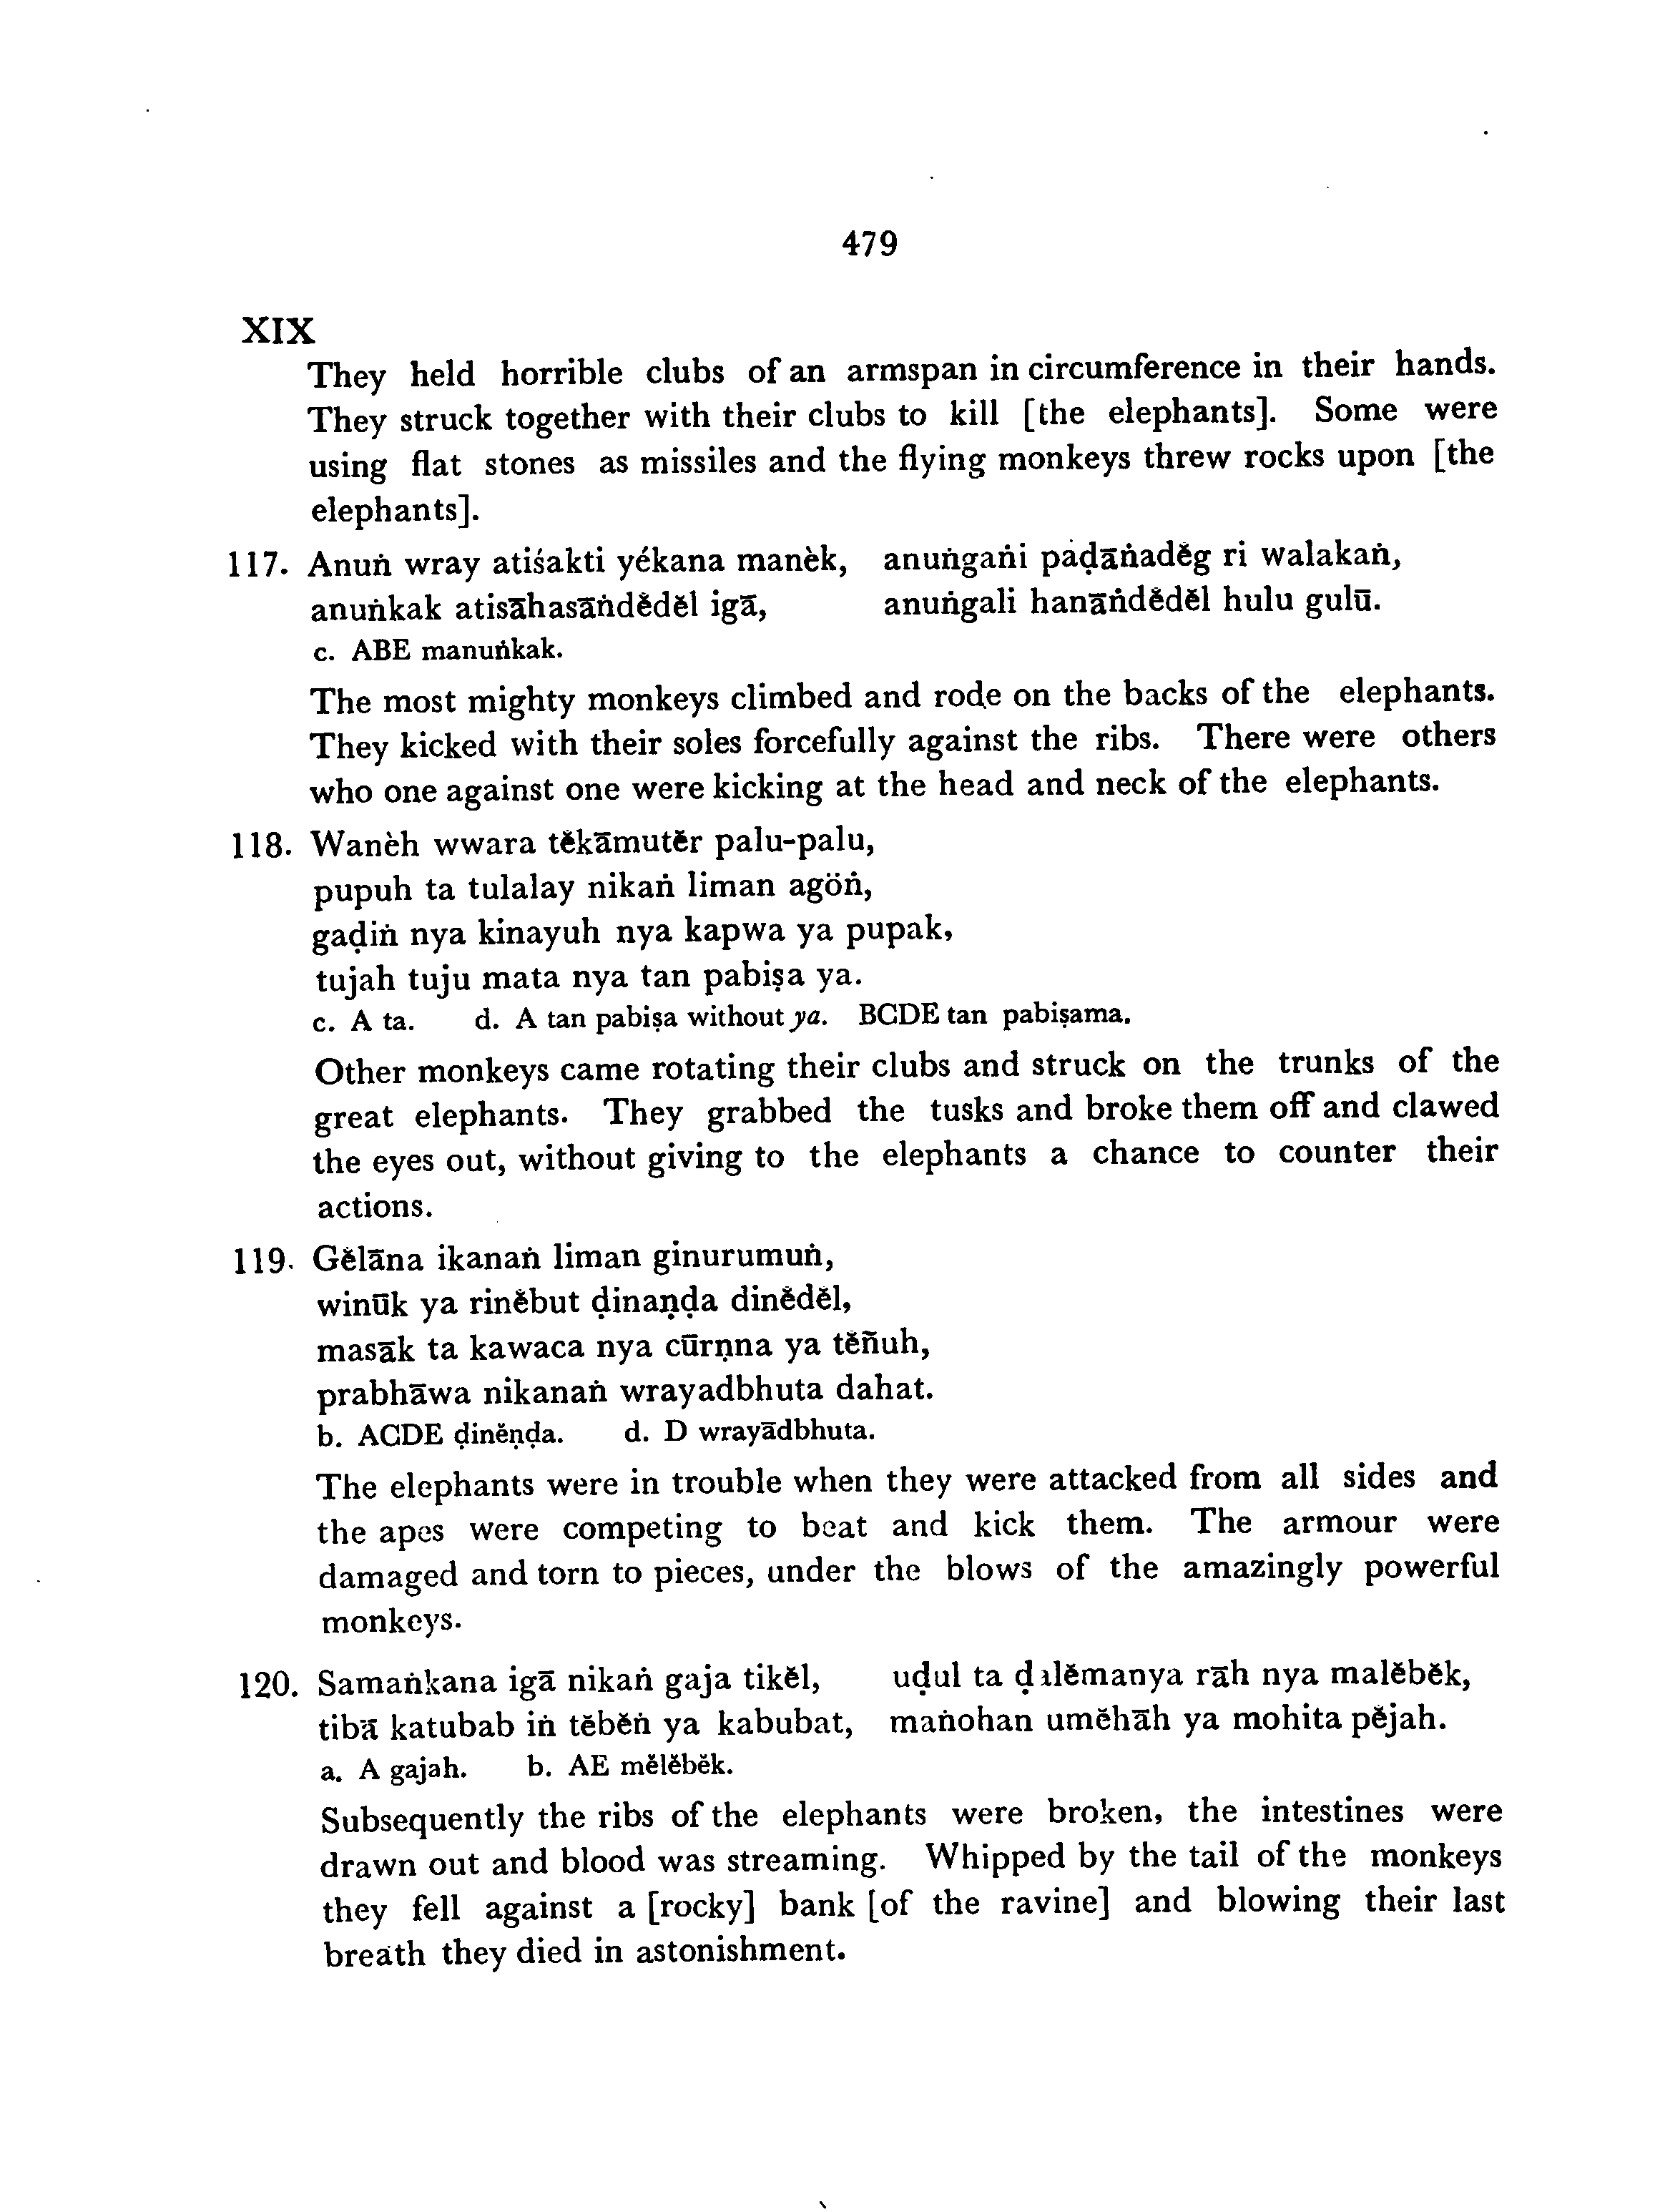 479
XIX
They held horrible clubs of an armspan in circumference in their hands.
They struck together with their clubs to kill [the elephants]. Some were
using flat stones as missiles and the flying monkeys threw rocks upon [the
elephants].
117. Anuṅ wray atiśakti yékana manèk, anuṅgaṅi paḍāṅadĕg ri walakaṅ,
anuṅkak atisāhasāṅdĕdĕl igā, anuṅgali hanāṅdĕdĕl hulu gulū.
c. ABE manuṅkak.
The most mighty monkeys climbed and rode on the backs of the elephants.
They kicked with their soles forcefully against the ribs. There were others
who one against one were kicking at the head and neck of the elephants.
118. Wanèh wwara tĕkāmutĕr palu-palu,
pupuh ta tulalay nikaṅ liman agöṅ,
gaḍiṅ nya kinayuh nya kapwa ya pupak,
tujah tuju mata nya tan pabiṣa ya.
c. A ta. d. A tan pabiṣa without ya. BCDE tan pabiṣama.
Other monkeys came rotating their clubs and struck on the trunks of the
great elephants. They grabbed the tusks and broke them off and clawed
the eyes out, without giving to the elephants a chance to counter their
actions.
119. Gĕlāna ikanaṅ liman ginurumuṅ,
winūk ya rinĕbut ḍinaṇḍa dinĕdĕl,
masāk ta kawaca nya cūrṇna ya tĕñuh,
prabhāwa nikanaṅ wrayadbhuta dahat.
b. ACDE ḍinĕṇḍa. d. D wrayādbhuta.
The elephants were in trouble when they were attacked from all sides and
the apes were competing to beat and kick them. The armour were
damaged and torn to pieces, under the blows of the amazingly powerful
monkeys.
120. Samaṅkana igā nikaṅ gaja tikĕl, uḍul ta ḍalĕmanya rāh nya malĕbĕk,
tibā katubab iṅ tĕbĕṅ ya kabubat, maṅohan umĕhāh ya mohita pĕjah.
a. A gajah. b. AE mĕlĕbĕk.
Subsequently the ribs of the elephants were broken, the intestines were
drawn out and blood was streaming. Whipped by the tail of the monkeys
they fell against a [rocky] bank [of the ravine] and blowing their last
breath they died in astonishment.